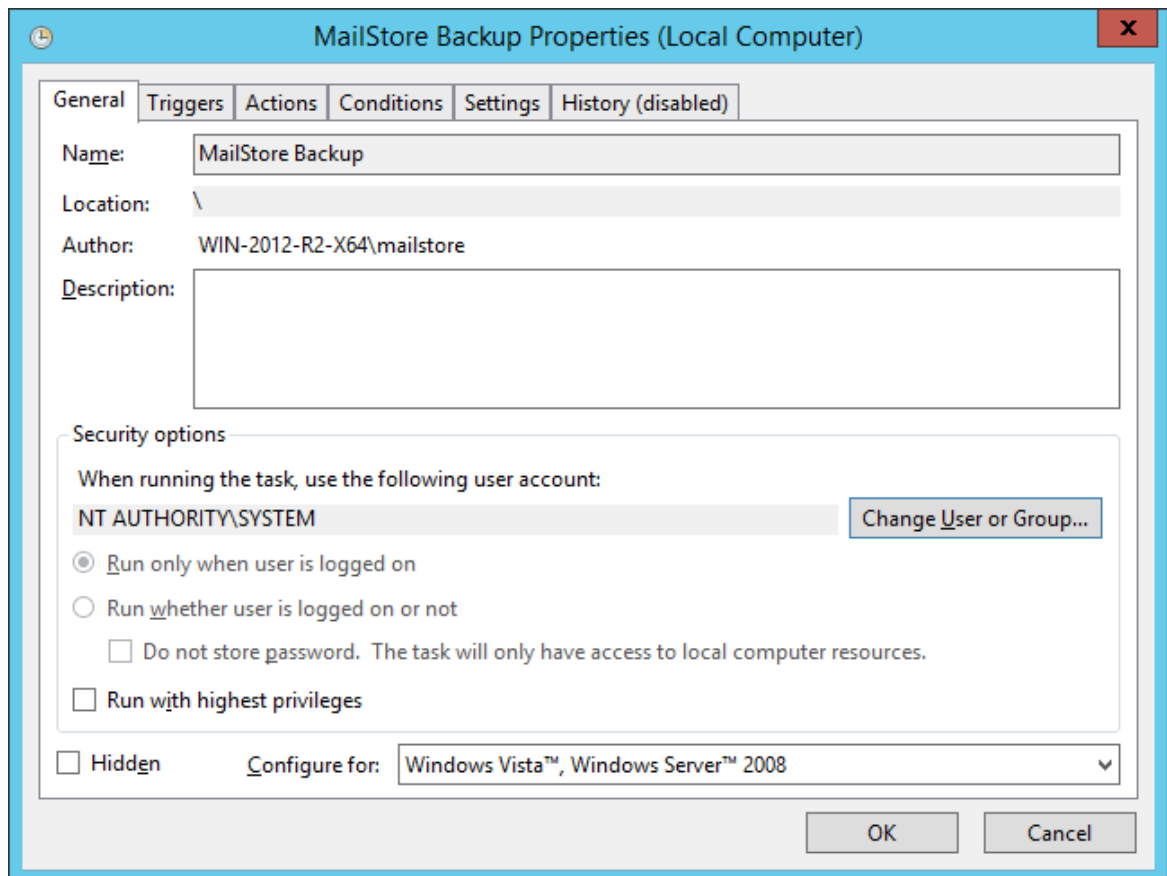 MailStore Backup Properties (Local Computer)
x
General Triggers Actions Conditions Settings History (disabled)
Name: MailStore Backup
Location: \
Author: WIN-2012-R2-X64\mailstore
Description:
Security options
When running the task, use the following user account:
NT AUTHORITY\SYSTEM Change User or Group...
Run only when user is logged on
Run whether user is logged on or not
Do not store password. The task will only have access to local computer resources.
Run with highest privileges
Hidden Configure for: Windows Vista™, Windows Server™ 2008
OK Cancel